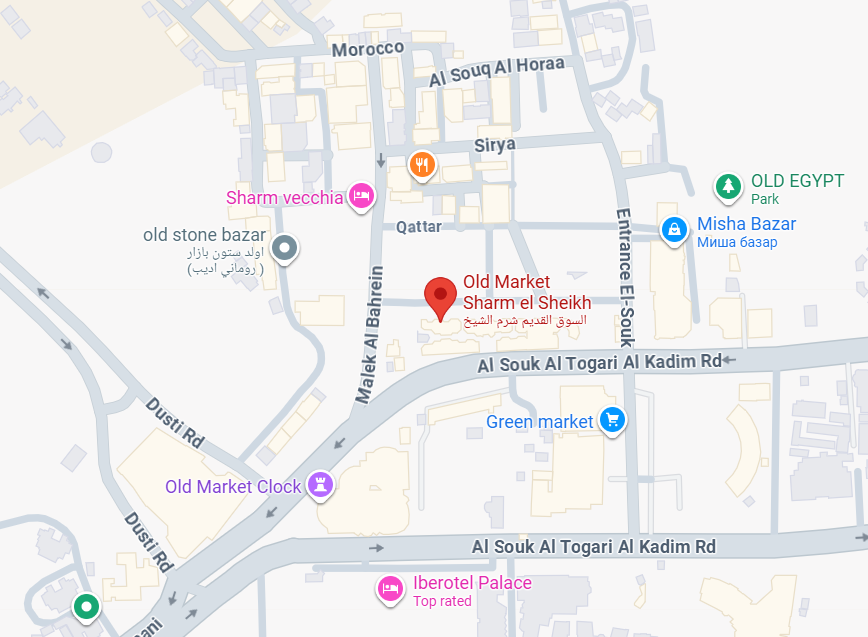 Morocco
Al Souq Al Horaa
Sirya
OLD EGYPT
Park
Sharm vecchia
Misha Bazar
Миша базар
Qattar
old stone bazar
اولد ستون بازار
( روماني اديب)
Entrance El-Souk
Old Market
Sharm el Sheikh
السوق القديم شرم الشيخ
Malek Al Bahrein
Al Souk Al Togari Al Kadim Rd
Dusti Rd
Green market
Old Market Clock
Dusti Rd
Al Souk Al Togari Al Kadim Rd
Iberotel Palace
Top rated